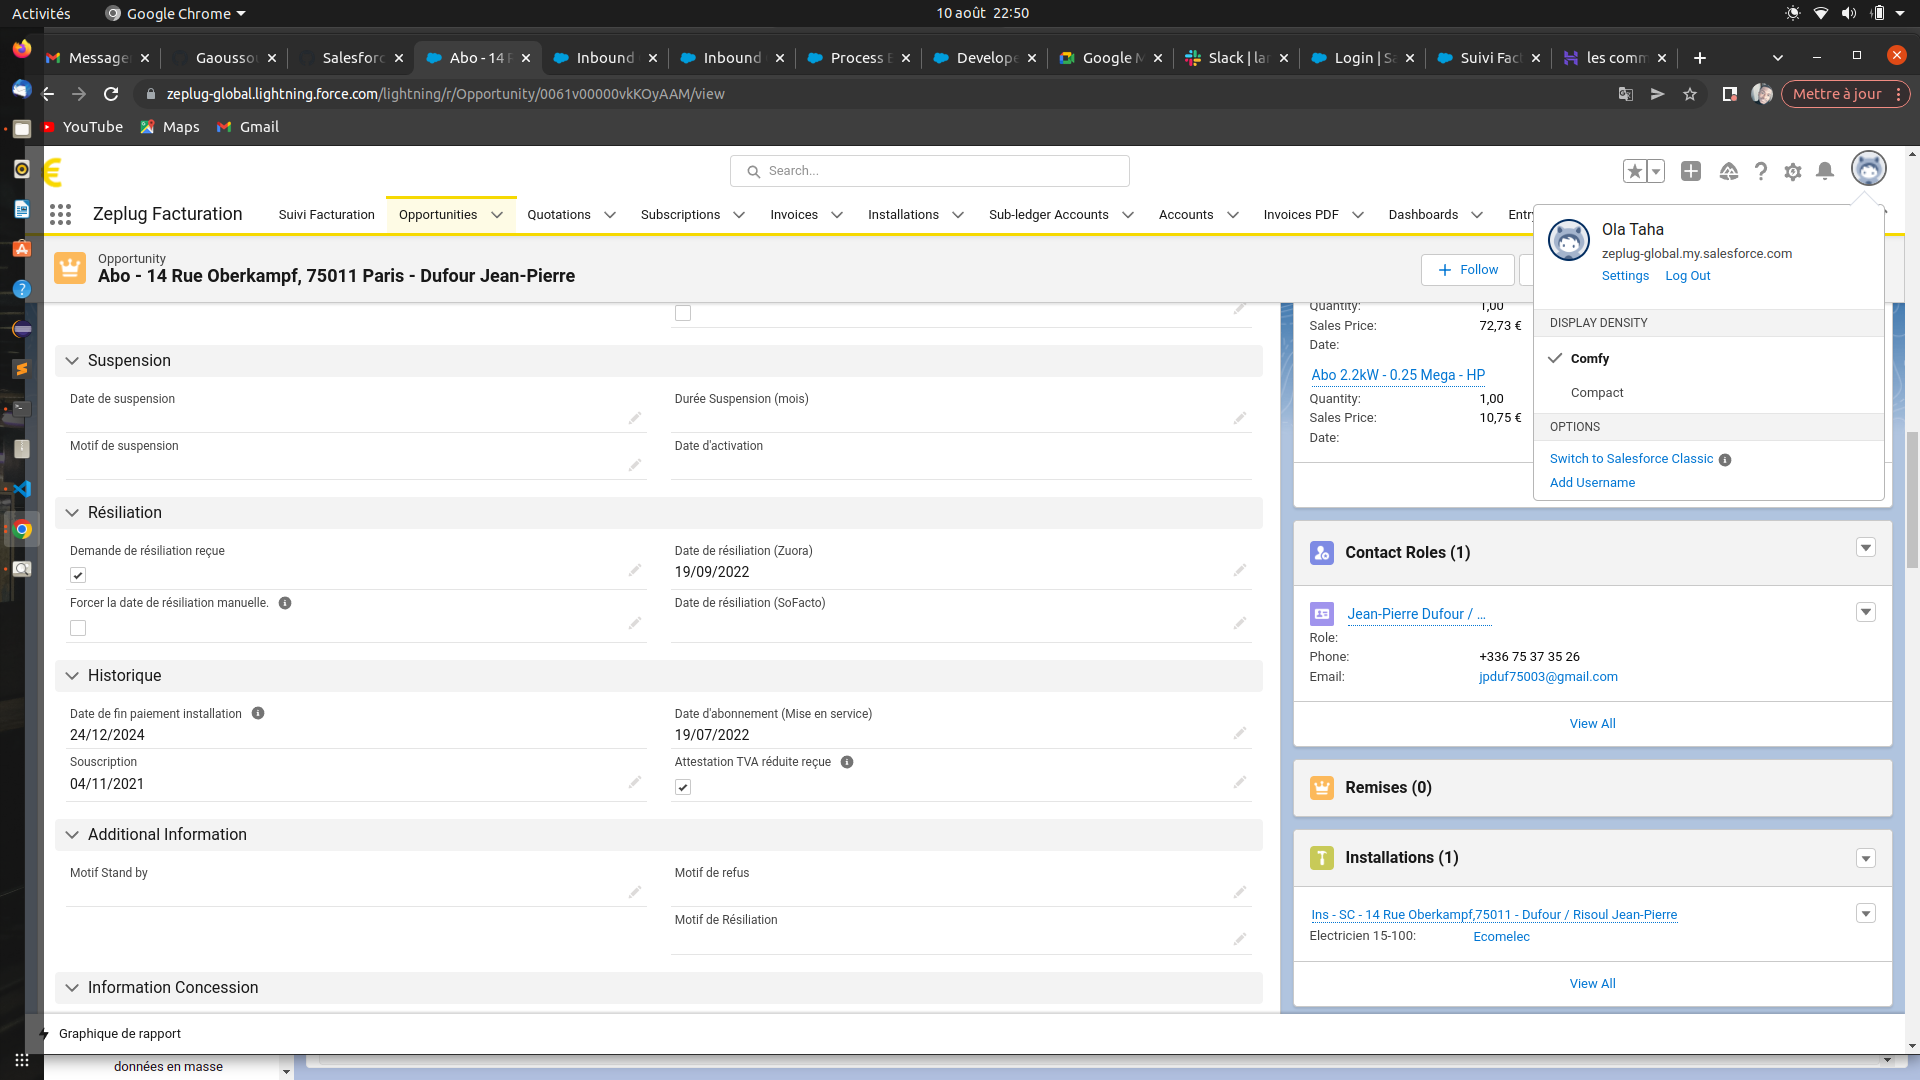 Activités
Google Chrome
10 août 22:50
Message
Gaousso
Salesforc
Abo - 14 R
Inbound
Inbound
Process E
Develope
Google M
Slack | lar
Login | Sa
Suivi Fact
les comm
zeplug-global.lightning.force.com/lightning/r/Opportunity/0061v00000vkKOyAAM/view
Mettre à jour
YouTube
Maps
Gmail
Search...
Zeplug Facturation
Suivi Facturation
Opportunities
Quotations
Subscriptions
Invoices
Installations
Sub-ledger Accounts
Accounts
Invoices PDF
Dashboards
Entry
Opportunity
Abo - 14 Rue Oberkampf, 75011 Paris - Dufour Jean-Pierre
Follow
Ola Taha
zeplug-global.my.salesforce.com
Settings
Log Out
DISPLAY DENSITY
Comfy
Compact
OPTIONS
Switch to Salesforce Classic
Add Username
Suspension
Date de suspension
Durée Suspension (mois)
Motif de suspension
Date d'activation
Résiliation
Demande de résiliation reçue
Date de résiliation (Zuora)
19/09/2022
Forcer la date de résiliation manuelle.
Date de résiliation (SoFacto)
Historique
Date de fin paiement installation
24/12/2024
Date d'abonnement (Mise en service)
19/07/2022
Souscription
04/11/2021
Attestation TVA réduite reçue
Additional Information
Motif Stand by
Motif de refus
Motif de Résiliation
Information Concession
Quantity:
1,00
Sales Price:
72,73 €
Date:
Abo 2.2kW - 0.25 Mega - HP
Quantity:
1,00
Sales Price:
10,75 €
Date:
Contact Roles (1)
Jean-Pierre Dufour / ...
Role:
Phone:
+336 75 37 35 26
Email:
jpduf75003@gmail.com
View All
Remises (0)
Installations (1)
Ins - SC - 14 Rue Oberkampf,75011 - Dufour / Risoul Jean-Pierre
Electricien 15-100:
Ecomelec
View All
Graphique de rapport
données en masse